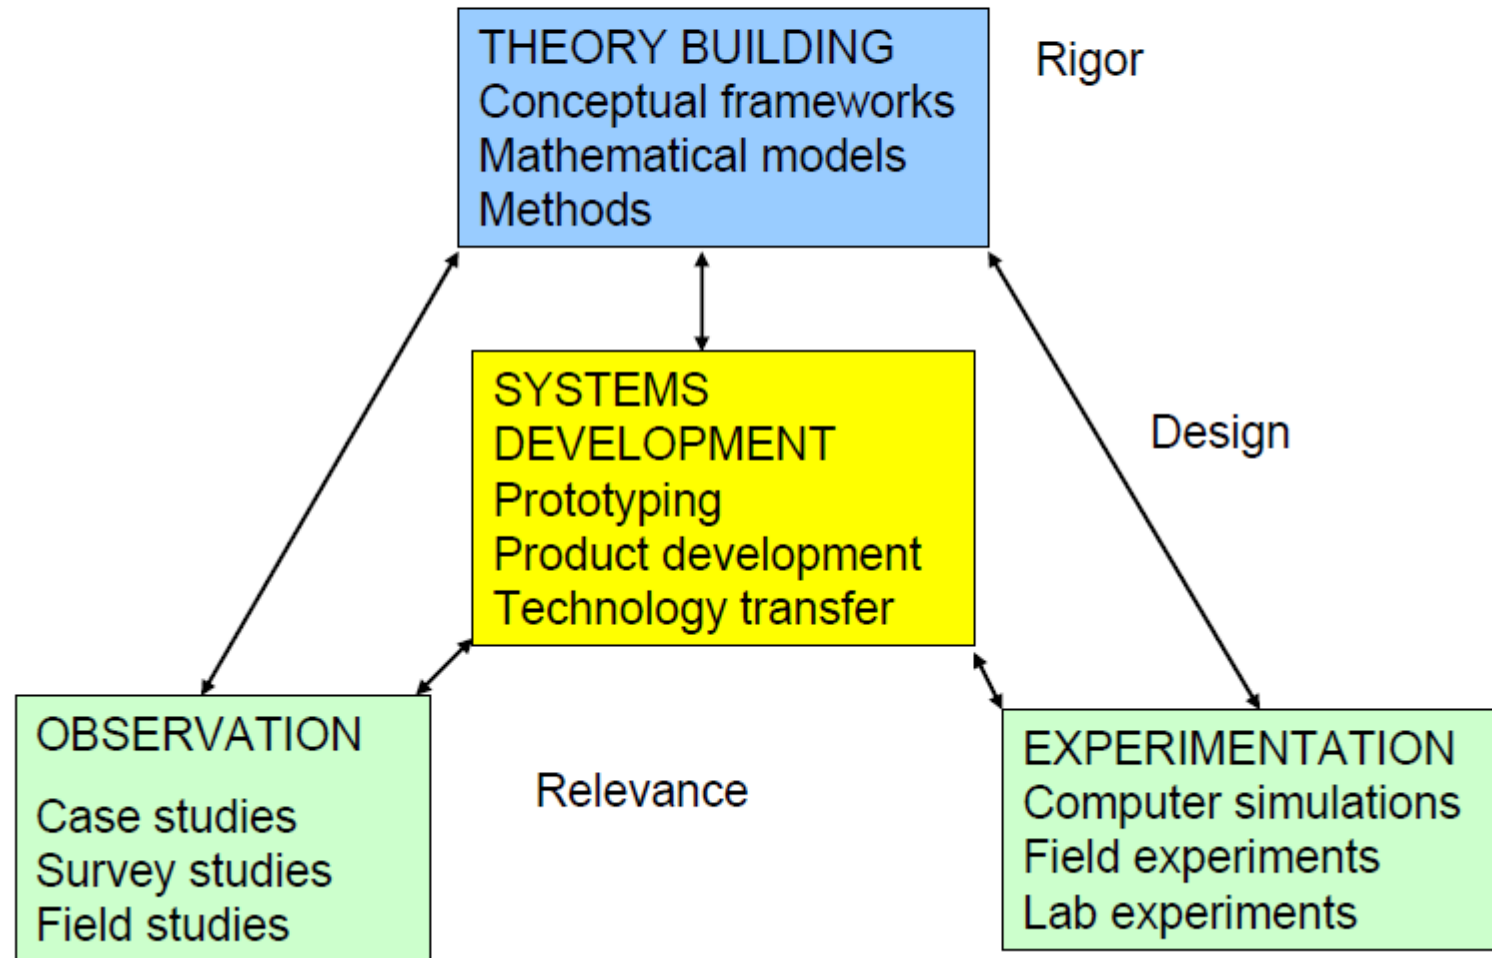 THEORY BUILDING
Conceptual frameworks
Mathematical models
Methods
Rigor
SYSTEMS
DEVELOPMENT
Prototyping
Product development
Technology transfer
Design
OBSERVATION
Case studies
Survey studies
Field studies
Relevance
EXPERIMENTATION
Computer simulations
Field experiments
Lab experiments